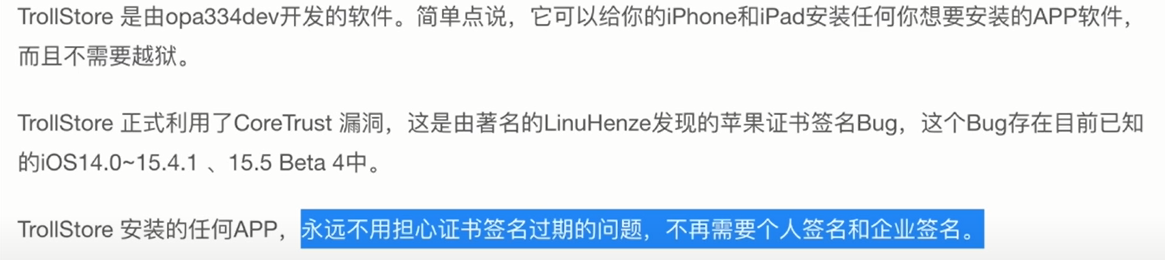 TrollStore 是由opa334dev开发的软件。简单点说，它可以给你的iPhone和iPad安装任何你想要安装的APP软件，
而且不需要越狱。
TrollStore 正式利用了CoreTrust 漏洞，这是由著名的LinuHenze发现的苹果证书签名Bug，这个Bug存在目前已知
的iOS14.0~15.4.1 、15.5 Beta 4中。
TrollStore 安装的任何APP，永远不用担心证书签名过期的问题，不再需要个人签名和企业签名。